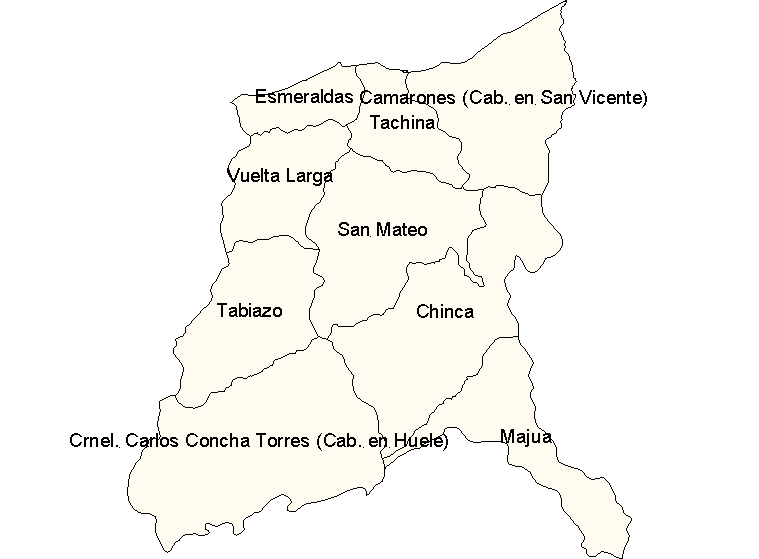 Esmeraldas Camarones (Cab. en San Vicente)
Tachina
Vuelta Larga
San Mateo
Tabiazo
Chinca
Crnel. Carlos Concha Torres (Cab. en Huele)
Majua